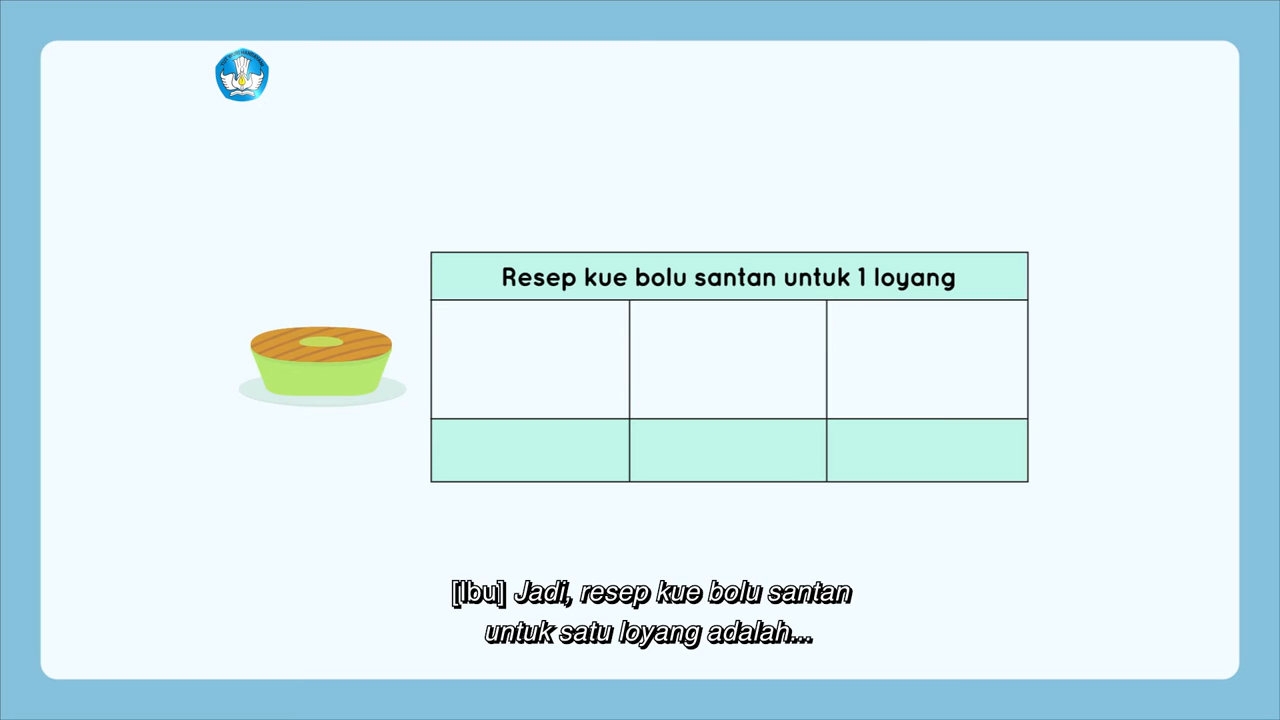 Resep kue bolu santan untuk 1 loyang
[Ibu] Jadi, resep kue bolu santan
untuk satu loyang adalah...